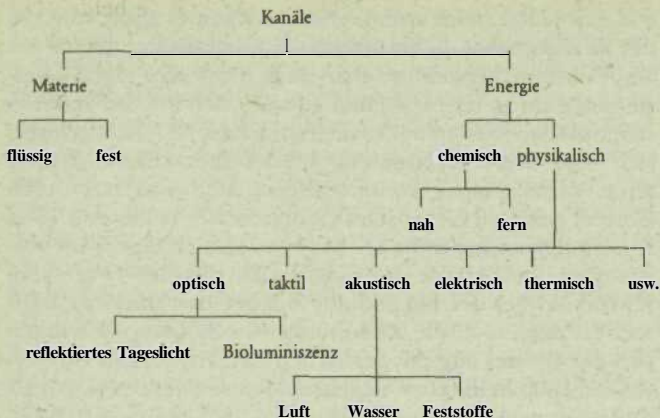 Kanäle
Materie Energie
flüssig fest chemisch physikalisch
nah fern
optisch taktil akustisch elektrisch thermisch usw.
reflektiertes Tageslicht Bioluminiszenz
Luft Wasser Feststoffe